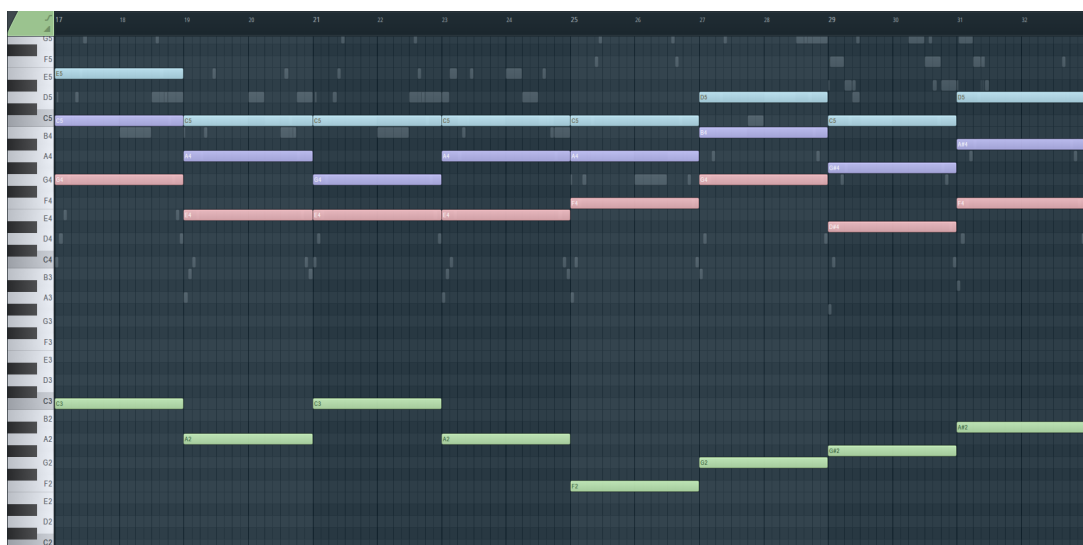 17 18 19 20 21 22 23 24 25 26 27 28 29 30 31 32
G5
F5
E5 E5
D5 D5 D5
C5 C5 C5 C5 C5 C5 C5
B4 B4
A#4
A4 A4 A4 A4
G#4
G4 G4 G4 G4
F4 F4 F4
E4 E4 E4 E4
D#4
D4
C4
B3
A3
G3
F3
E3
D3
C3 C3 C3
B2
A#2
A2 A2 A2
G#2
G2 G2
F2 F2
E2
D2
C2